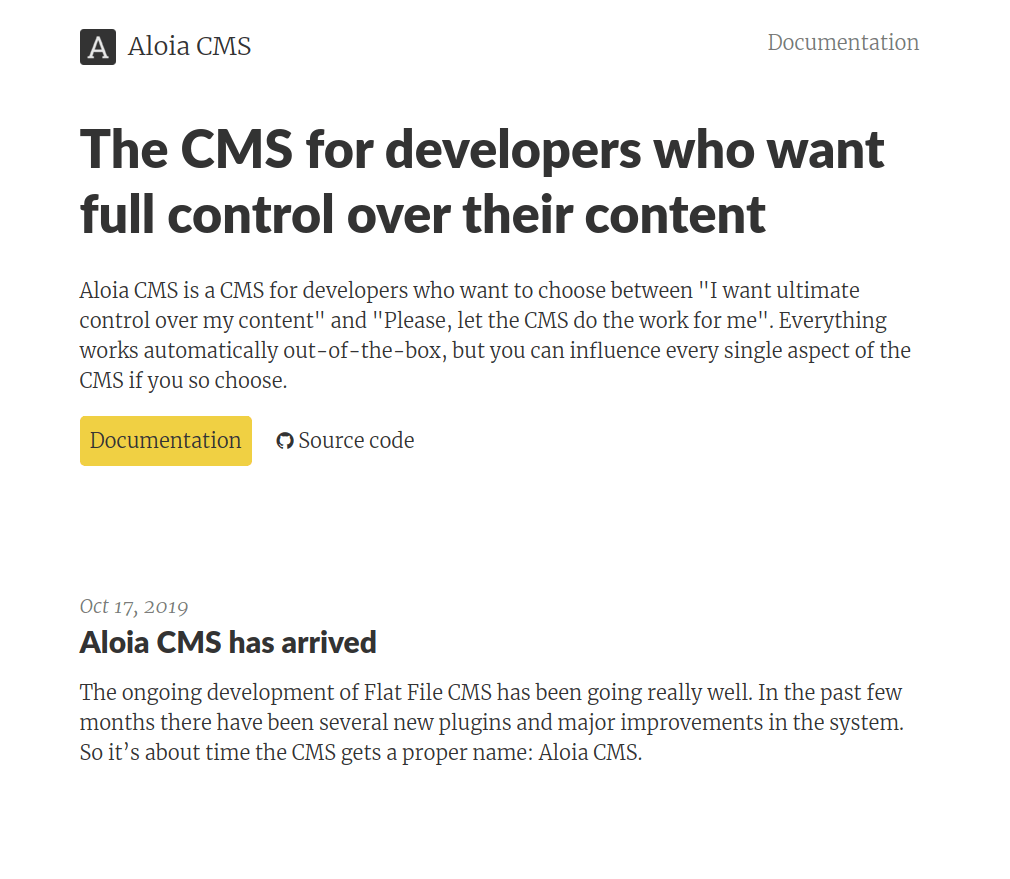 A Aloia CMS
Documentation
The CMS for developers who want
full control over their content
Aloia CMS is a CMS for developers who want to choose between "I want ultimate
control over my content" and "Please, let the CMS do the work for me". Everything
works automatically out-of-the-box, but you can influence every single aspect of the
CMS if you so choose.
Documentation
Source code
Oct 17, 2019
Aloia CMS has arrived
The ongoing development of Flat File CMS has been going really well. In the past few
months there have been several new plugins and major improvements in the system.
So it’s about time the CMS gets a proper name: Aloia CMS.